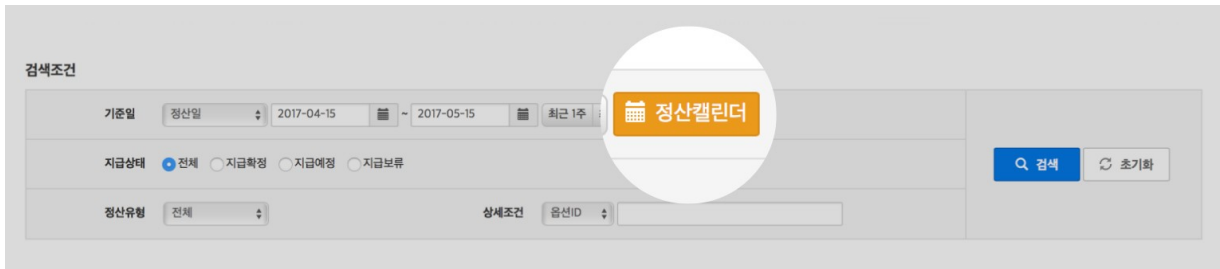 검색조건
기준일 정산일 2017-04-15 ~ 2017-05-15 최근 1주 정산캘린더
지급상태 전체 지급확정 지급예정 지급보류 검색 초기화
정산유형 전체 상세조건 옵션ID